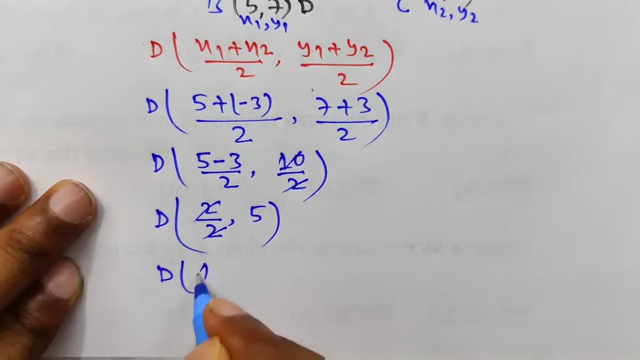 B (5,7) D C x2, y2
x1, y1
D ( x1+x2/2 , y1+y2/2 )
D ( 5+(-3)/2 , 7+3/2 )
D ( 5-3/2 , 10/2 )
D ( 2/2 , 5 )
D ( 1